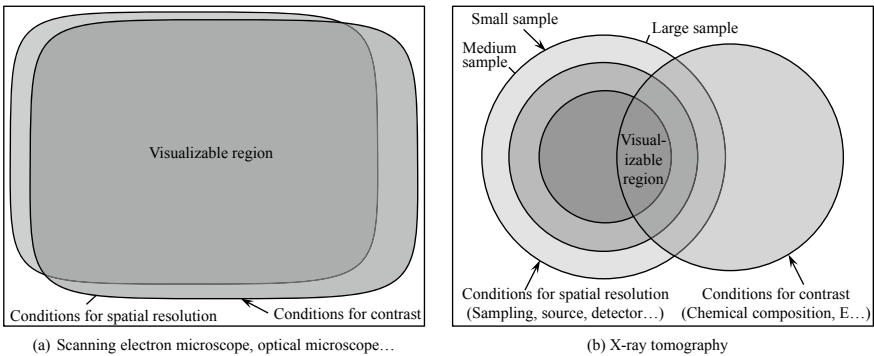 Visualizable region
Conditions for spatial resolution
Conditions for contrast
(a) Scanning electron microscope, optical microscope…
Small sample
Large sample
Medium
sample
Visual-
izable
region
Conditions for spatial resolution
(Sampling, source, detector…)
Conditions for contrast
(Chemical composition, E…)
(b) X-ray tomography